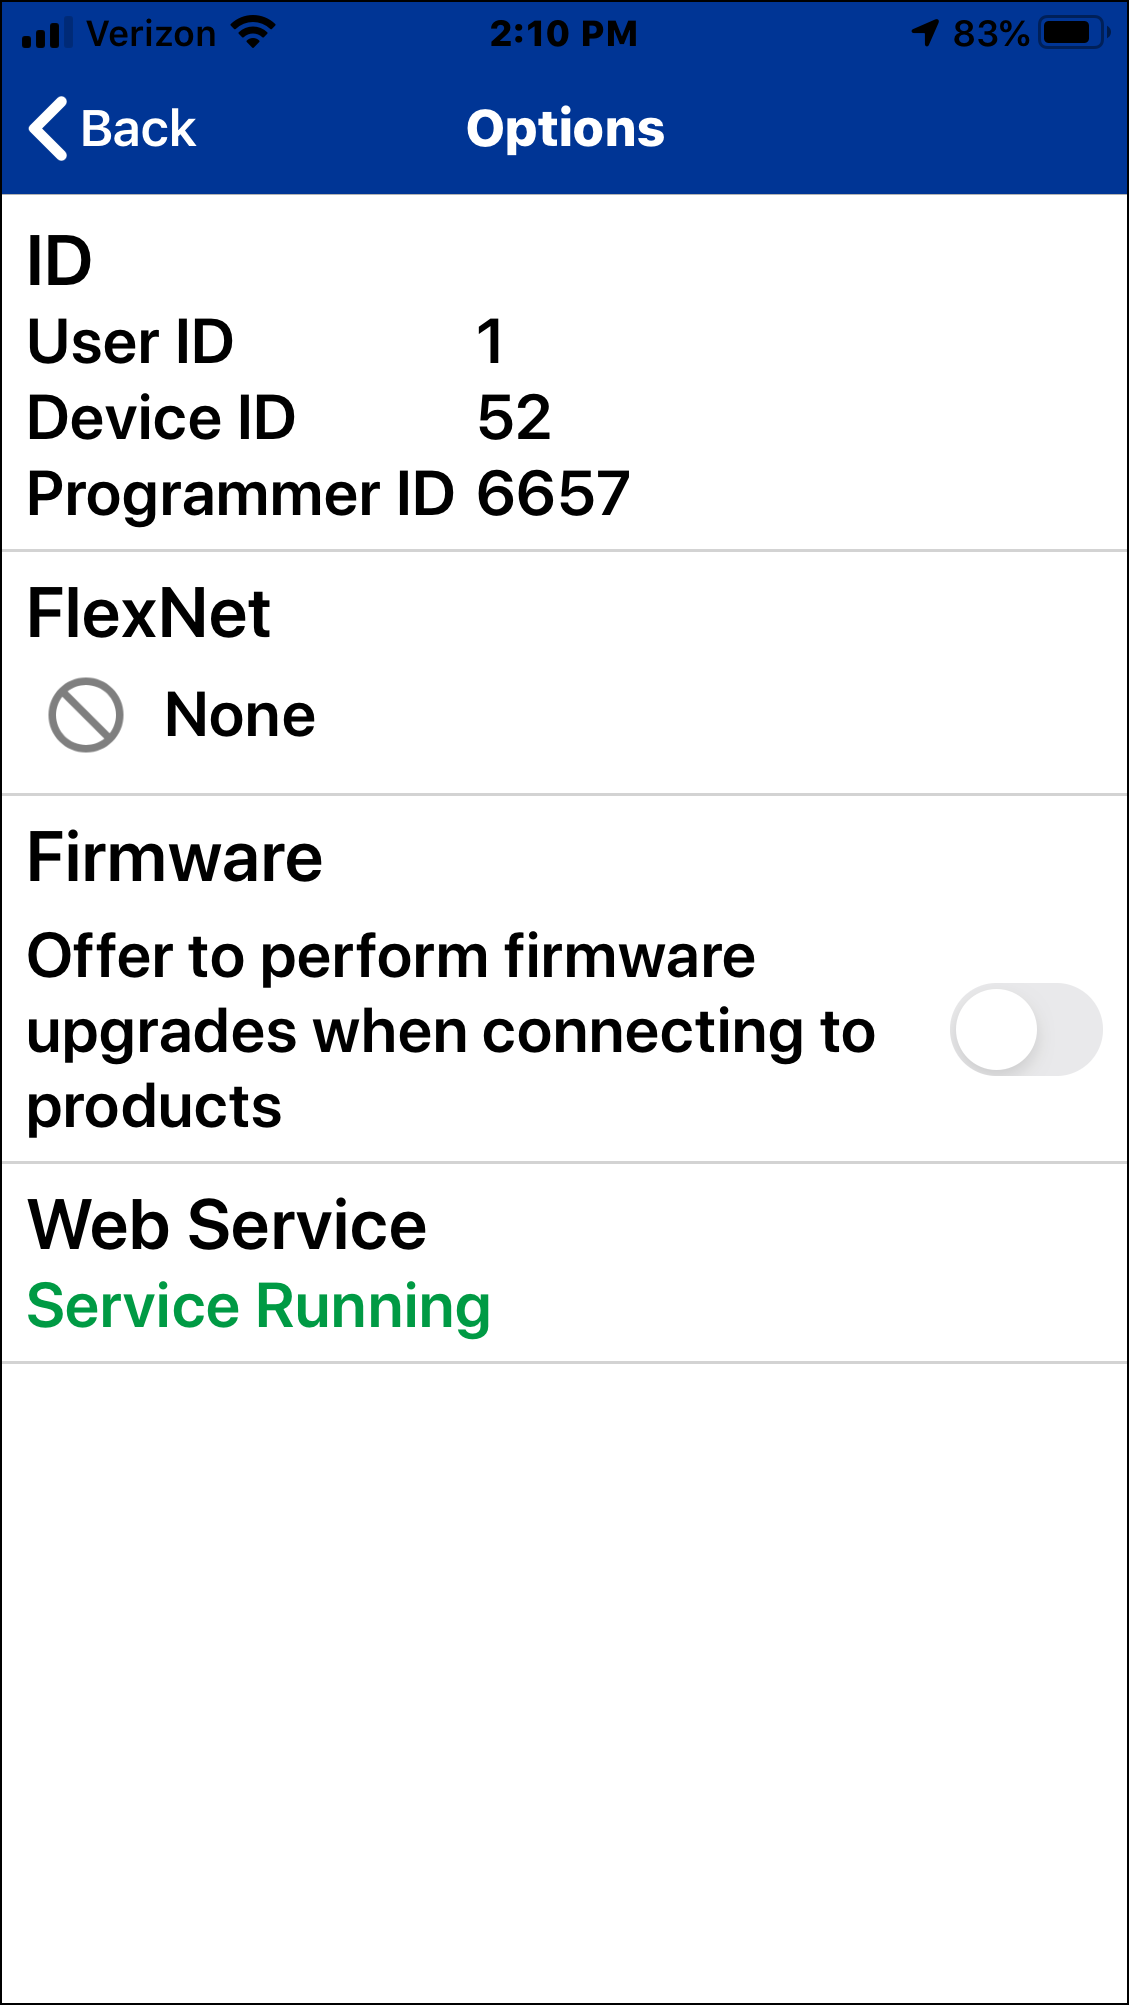 Verizon 2:10 PM 83%
Back Options
ID
User ID 1
Device ID 52
Programmer ID 6657
FlexNet
None
Firmware
Offer to perform firmware
upgrades when connecting to
products
Web Service
Service Running